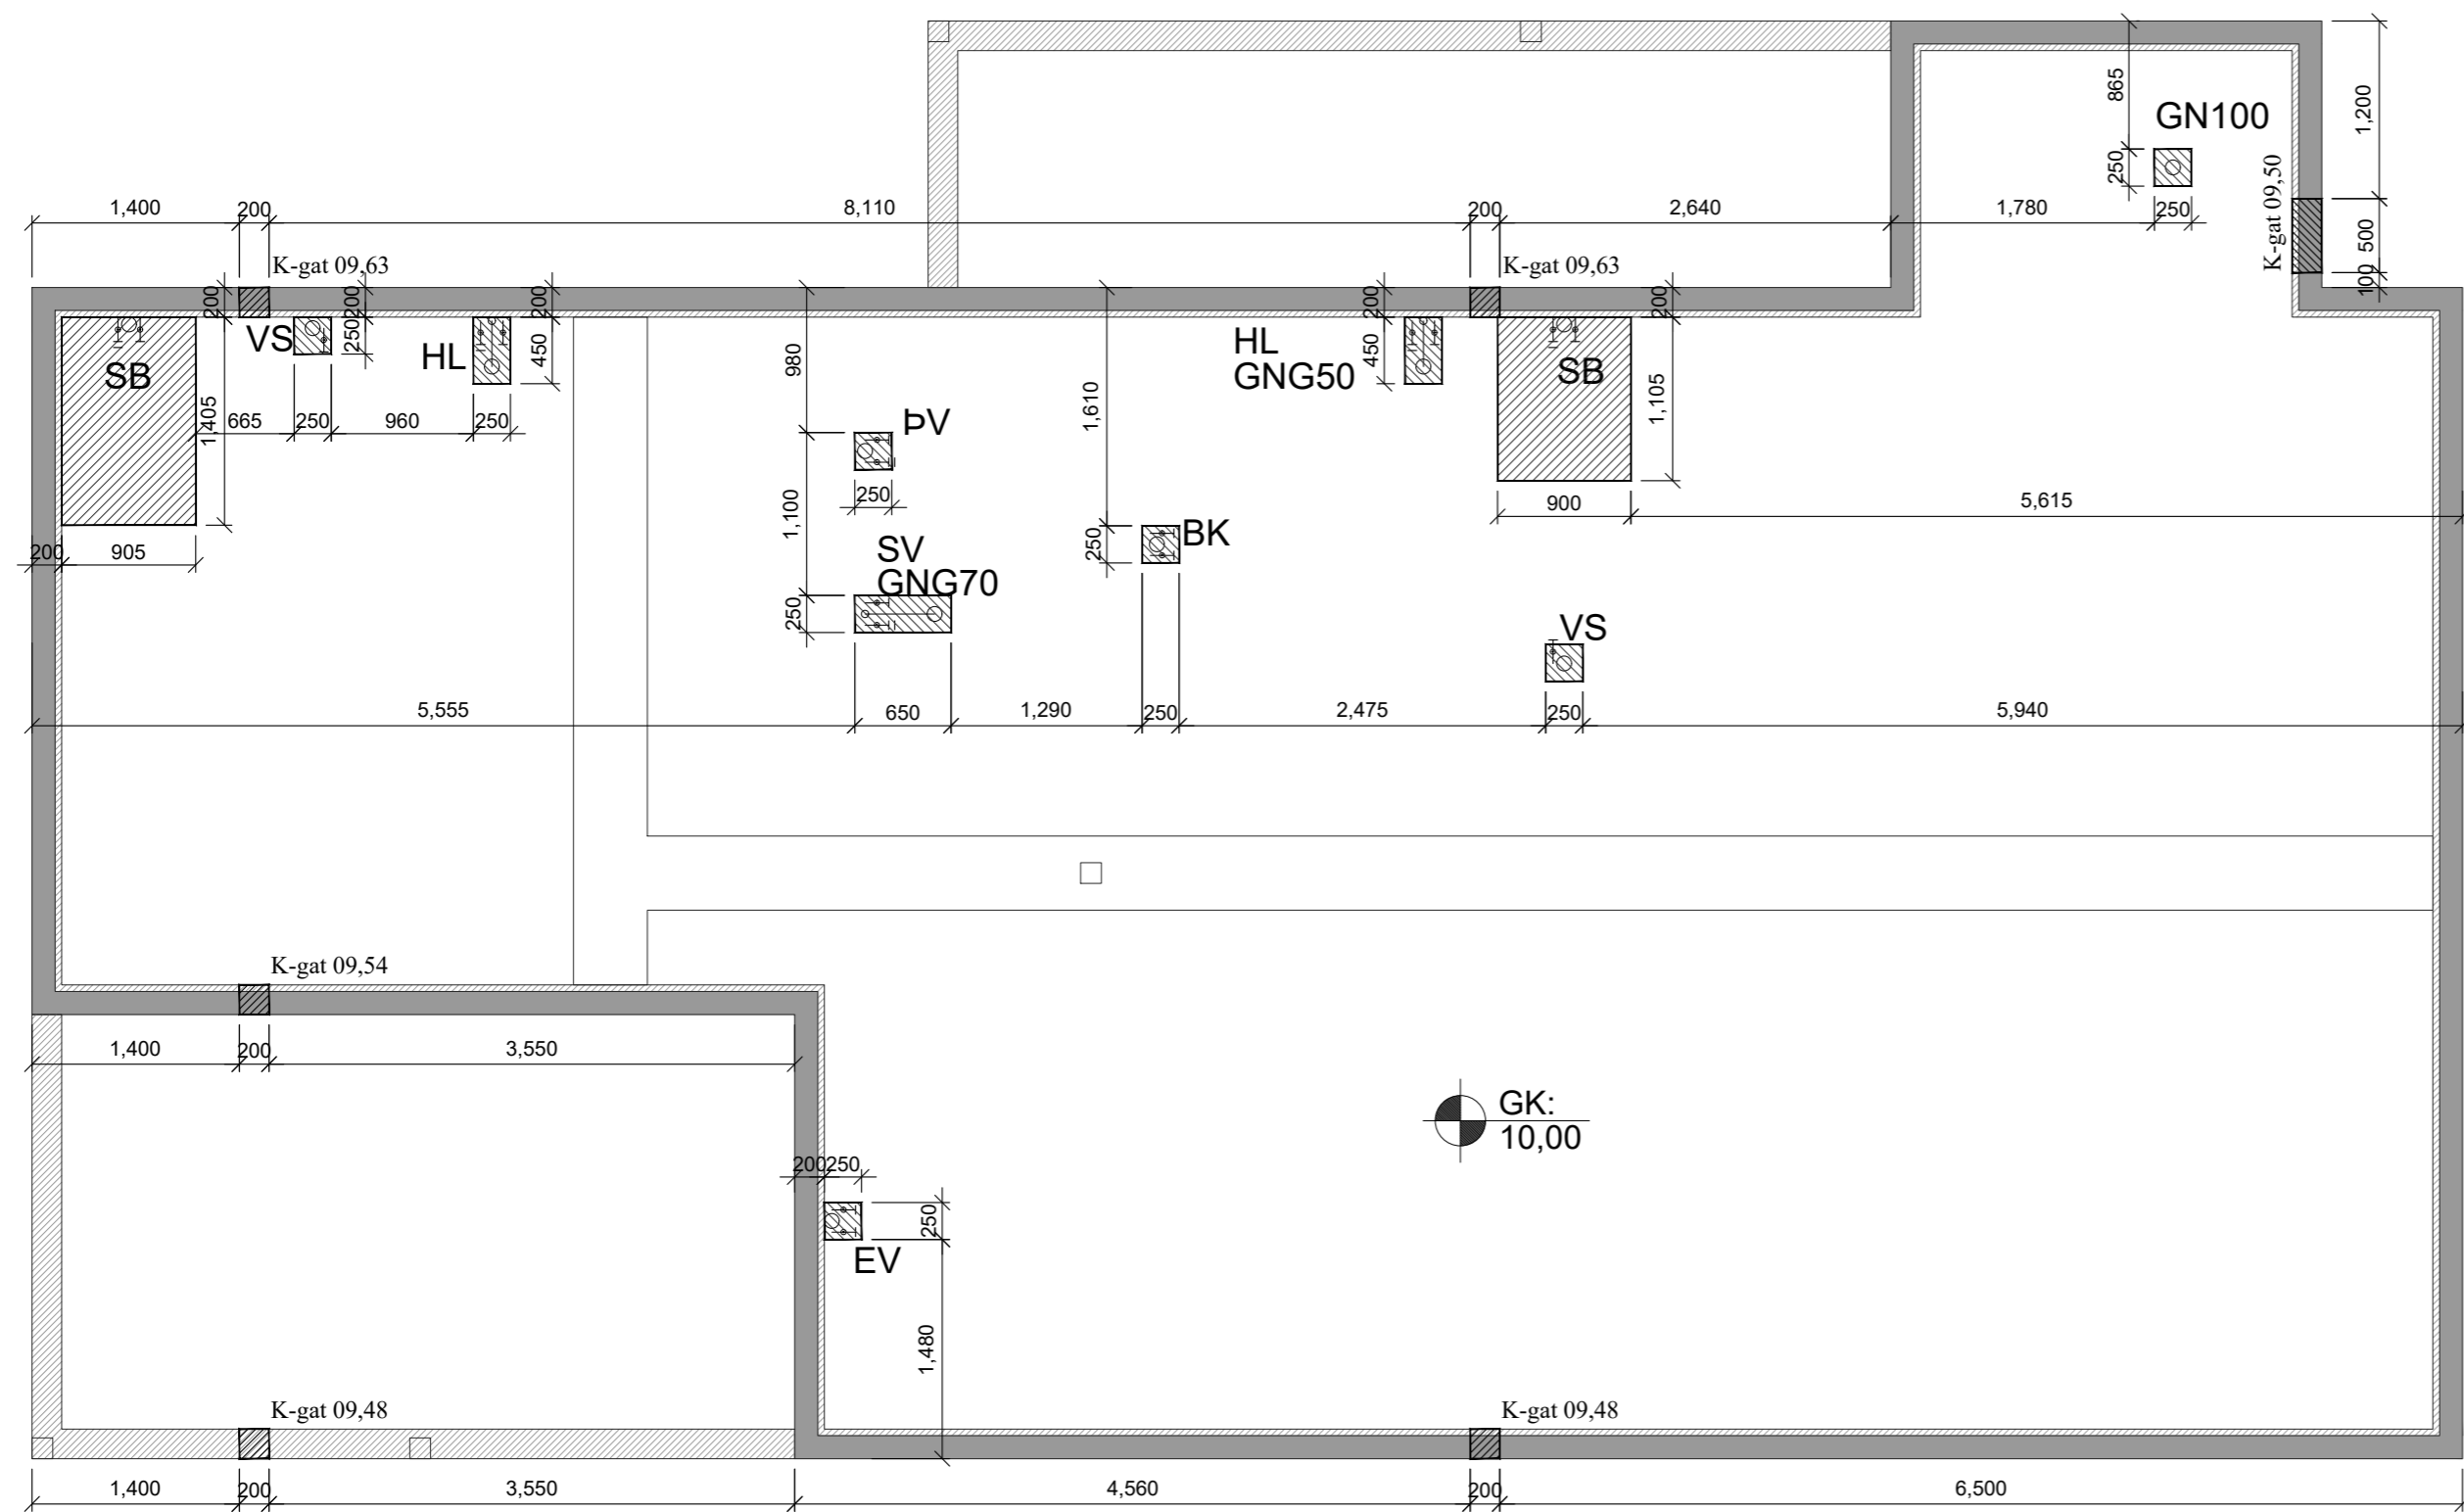 865
GN100
1,200
250
K-gat 09,50
1,400
200
8,110
200
2,640
1,780
250
500
100
K-gat 09,63
K-gat 09,63
200
200
200
200
200
VS
250
HL
450
SB
980
1,610
HL
GNG50
450
SB
1,105
1,405
665
250
960
250
ÞV
250
900
5,615
1,100
BK
250
200
905
SV
GNG70
250
VS
5,555
650
1,290
250
2,475
250
5,940
K-gat 09,54
1,400
200
3,550
GK:
10,00
200
250
250
EV
1,480
K-gat 09,48
K-gat 09,48
1,400
200
3,550
4,560
200
6,500